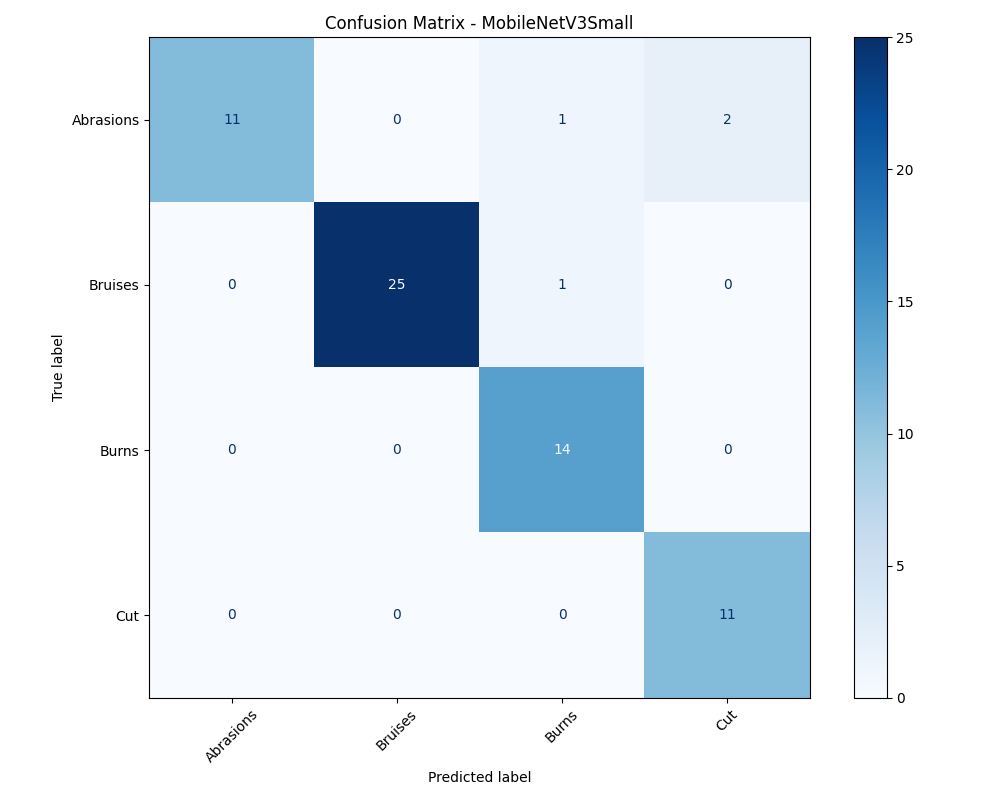 Confusion Matrix - MobileNetV3Small
Abrasions 11 0 1 2
Bruises 0 25 1 0
Burns 0 0 14 0
Cut 0 0 0 11
Abrasions Bruises Burns Cut
Predicted label
True label
25
20
15
10
5
0